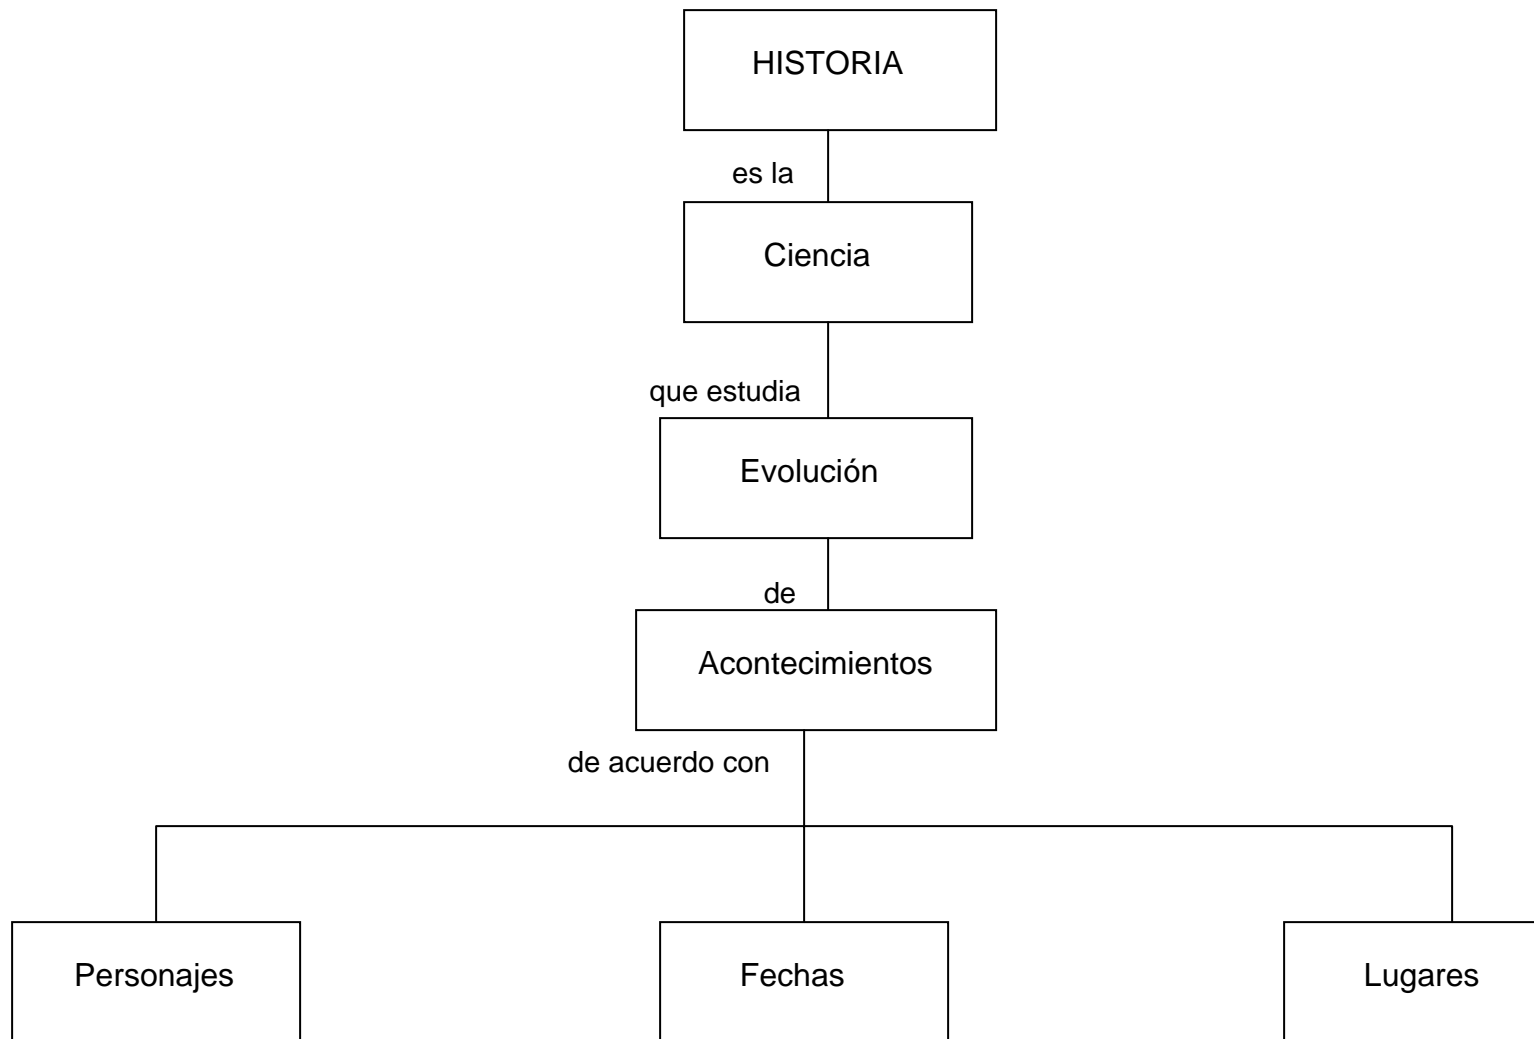 HISTORIA
es la
Ciencia
que estudia
Evolución
de
Acontecimientos
de acuerdo con
Personajes
Fechas
Lugares